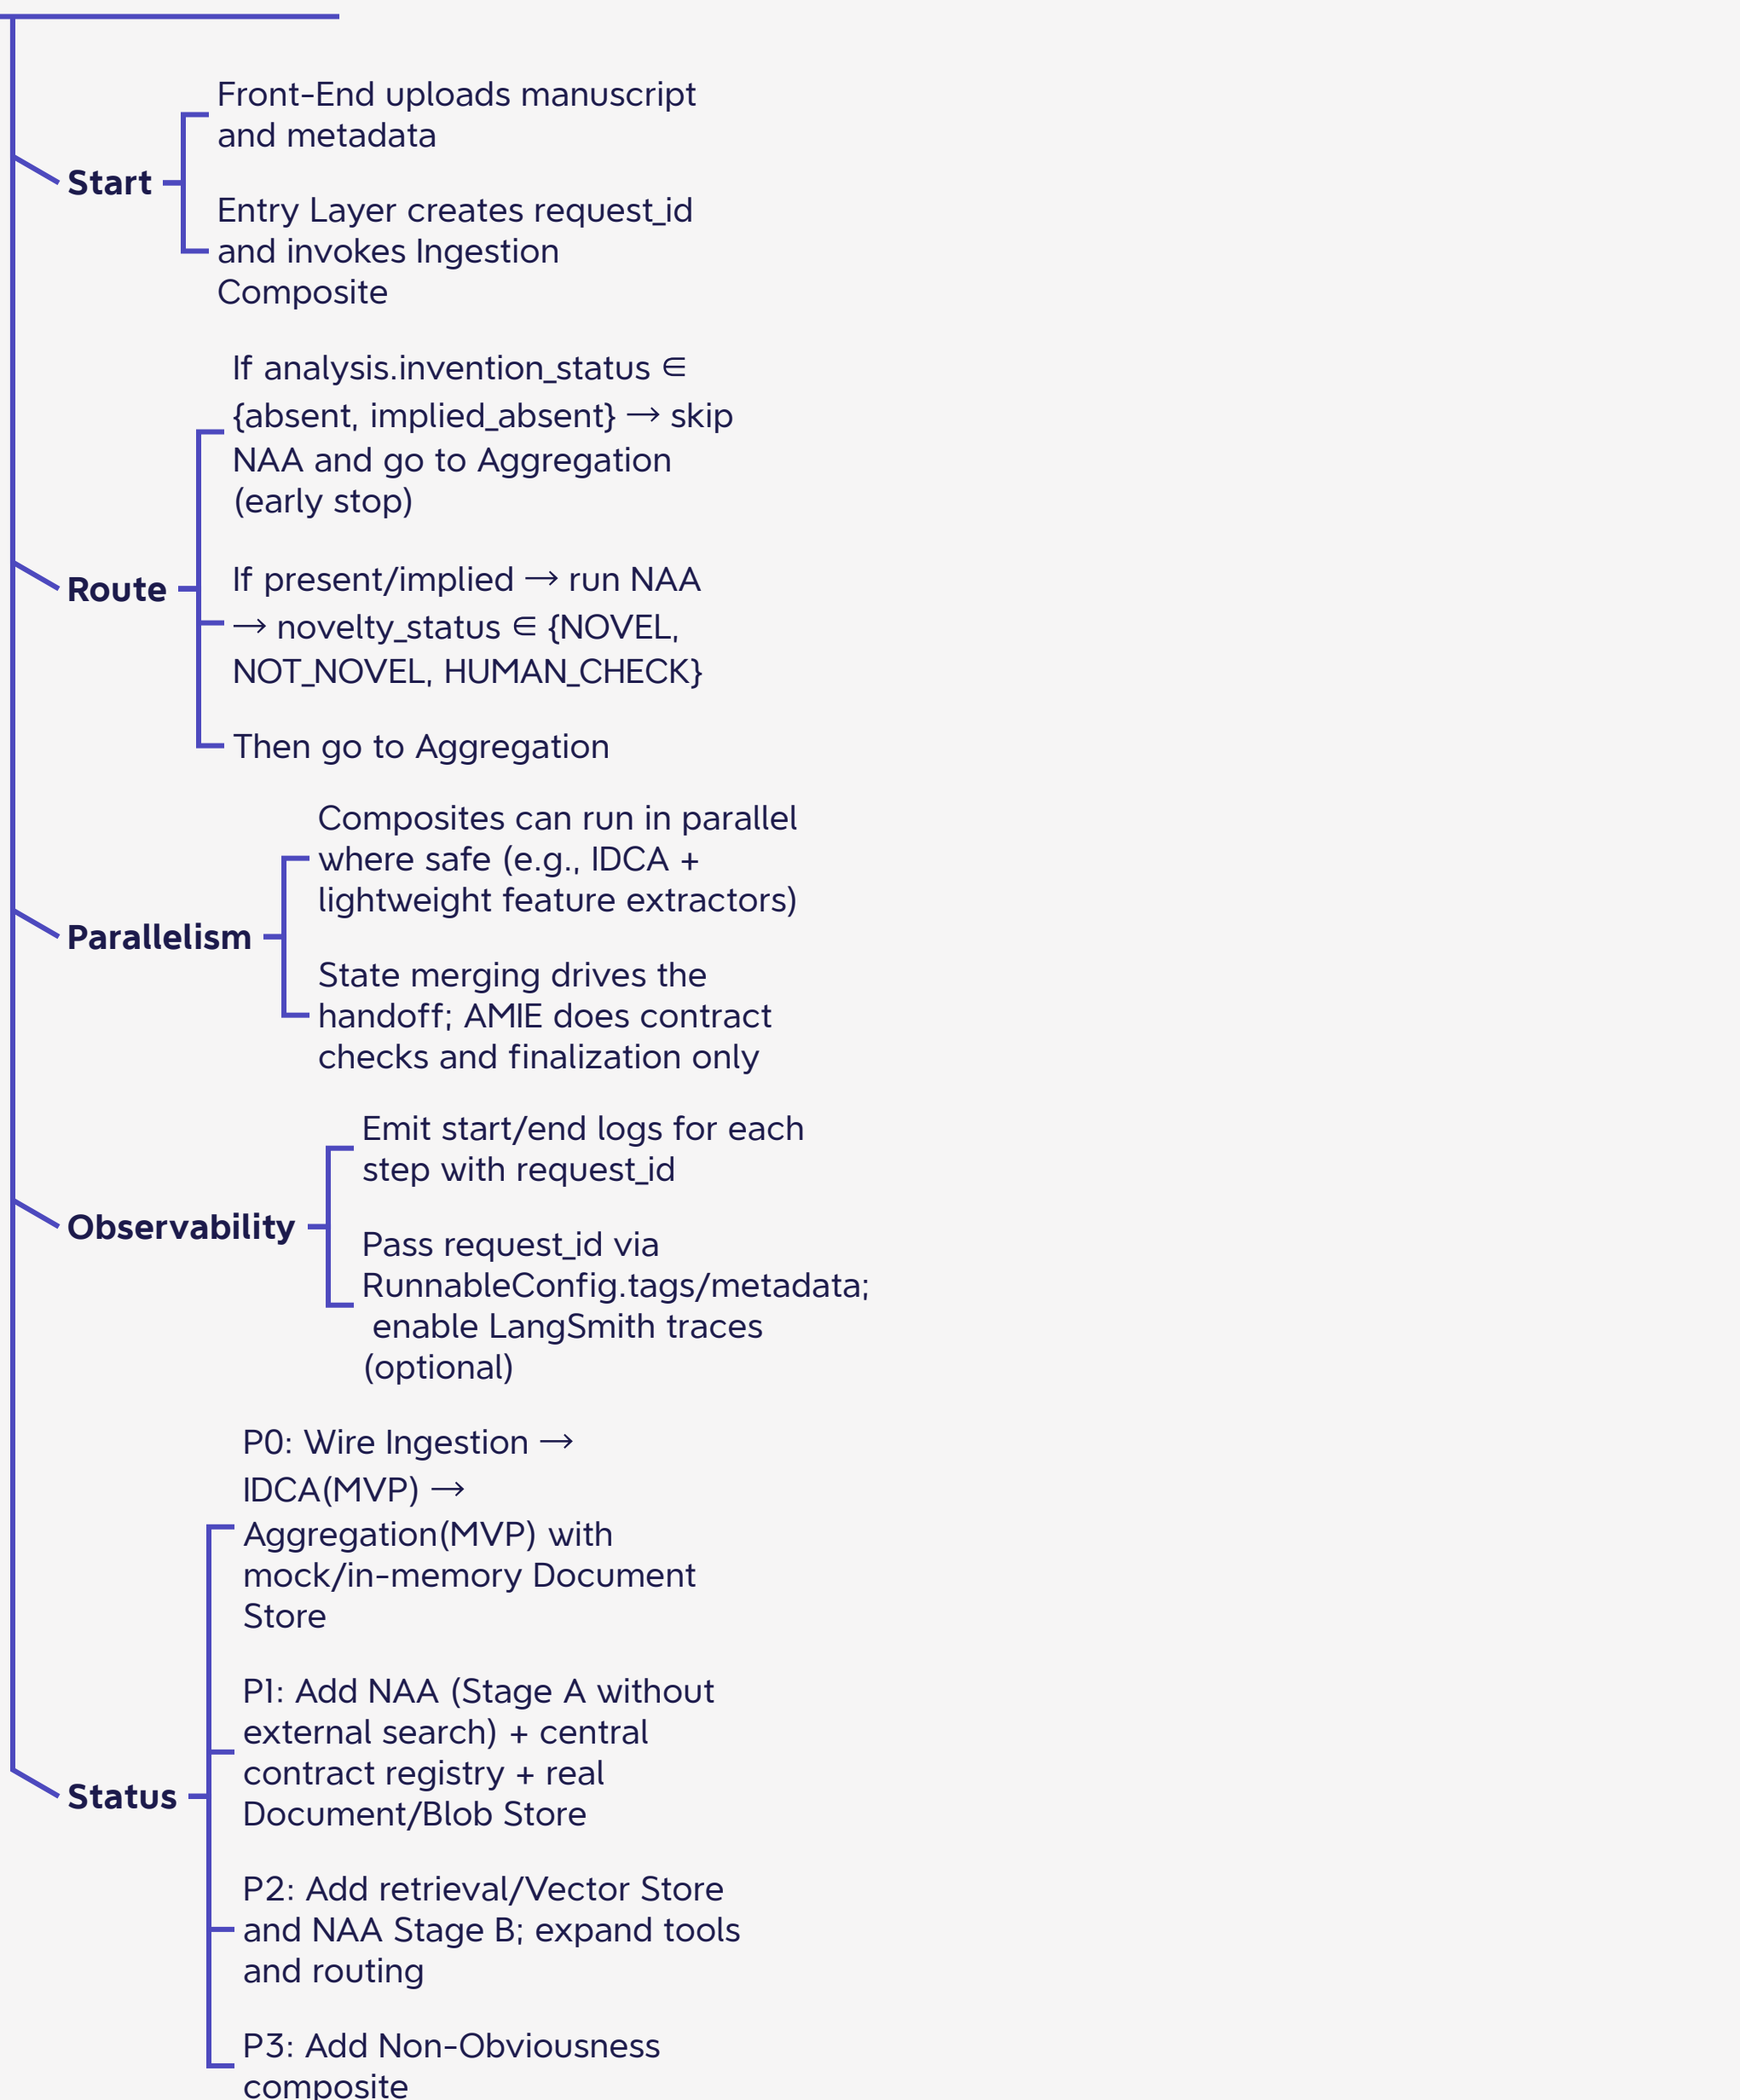 Front-End uploads manuscript
and metadata
Start
Entry Layer creates request_id
and invokes Ingestion
Composite
If analysis.invention_status ∈
{absent, implied_absent} → skip
NAA and go to Aggregation
(early stop)
Route
If present/implied → run NAA
→ novelty_status ∈ {NOVEL,
NOT_NOVEL, HUMAN_CHECK}
Then go to Aggregation
Composites can run in parallel
where safe (e.g., IDCA +
lightweight feature extractors)
Parallelism
State merging drives the
handoff; AMIE does contract
checks and finalization only
Emit start/end logs for each
step with request_id
Observability
Pass request_id via
RunnableConfig.tags/metadata;
enable LangSmith traces
(optional)
P0: Wire Ingestion →
IDCA(MVP) →
Aggregation(MVP) with
mock/in-memory Document
Store
P1: Add NAA (Stage A without
external search) + central
contract registry + real
Document/Blob Store
Status
P2: Add retrieval/Vector Store
and NAA Stage B; expand tools
and routing
P3: Add Non-Obviousness
composite